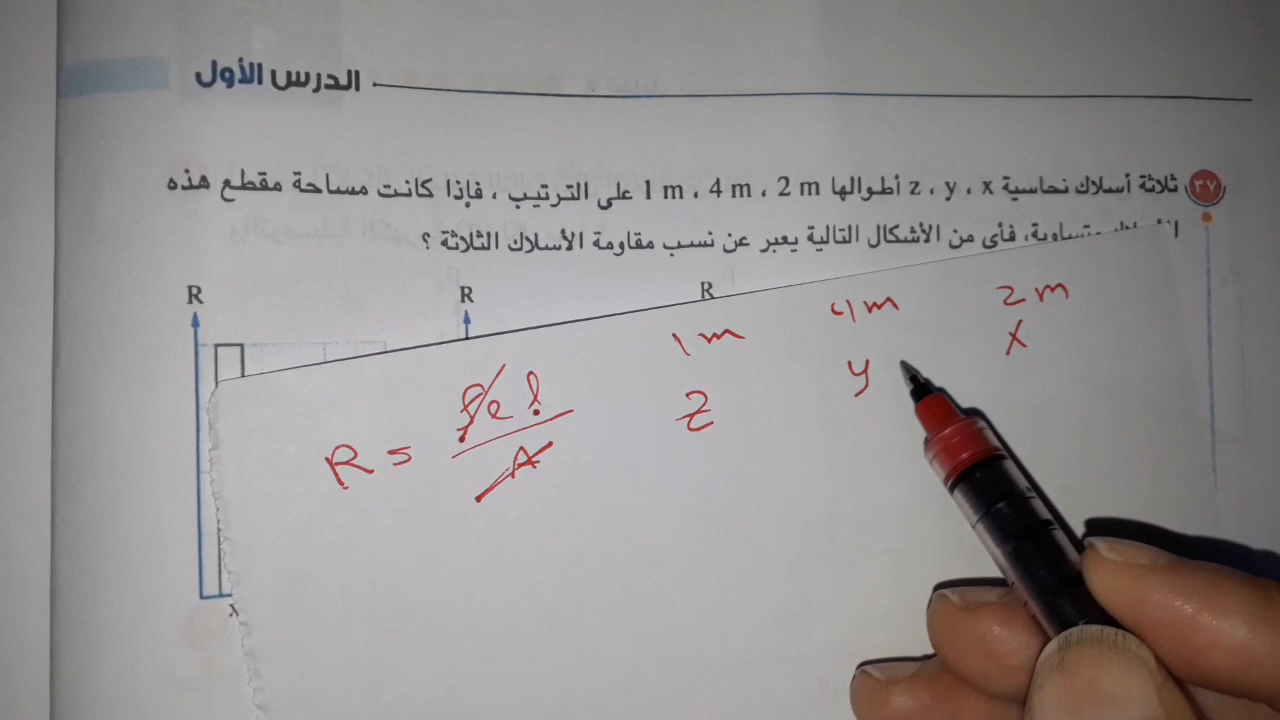 الدرس الأول
٣٧ ثلاثة أسلاك نحاسية z ، y ، x أطوالها 1 m ، 4 m ، 2 m على الترتيب ، فإذا كانت مساحة مقطع هذه
متساوية، فأى من الأشكال التالية يعبر عن نسب مقاومة الأسلاك الثلاثة ؟
R R R
1m 4m 2m
z y x
R =
A
x